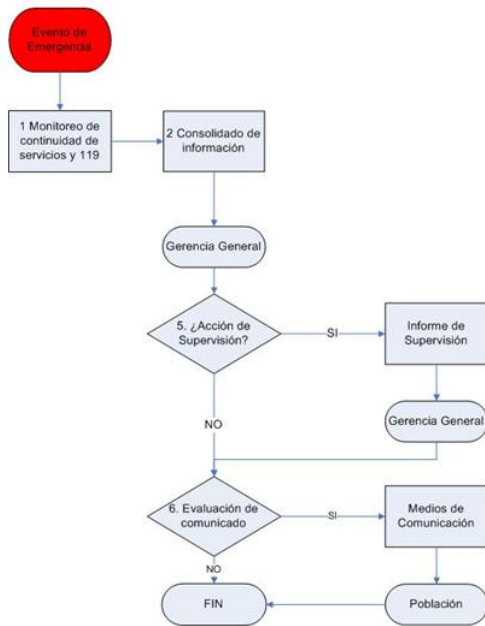 Evento de
Emergencia
1 Monitoreo de
continuidad de
servicios y 119
2 Consolidado de
información
Gerencia General
5. ¿Acción de
Supervisión?
SI
Informe de
Supervisión
NO
Gerencia General
6. Evaluación de
comunicado
SI
Medios de
Comunicación
NO
FIN
Población